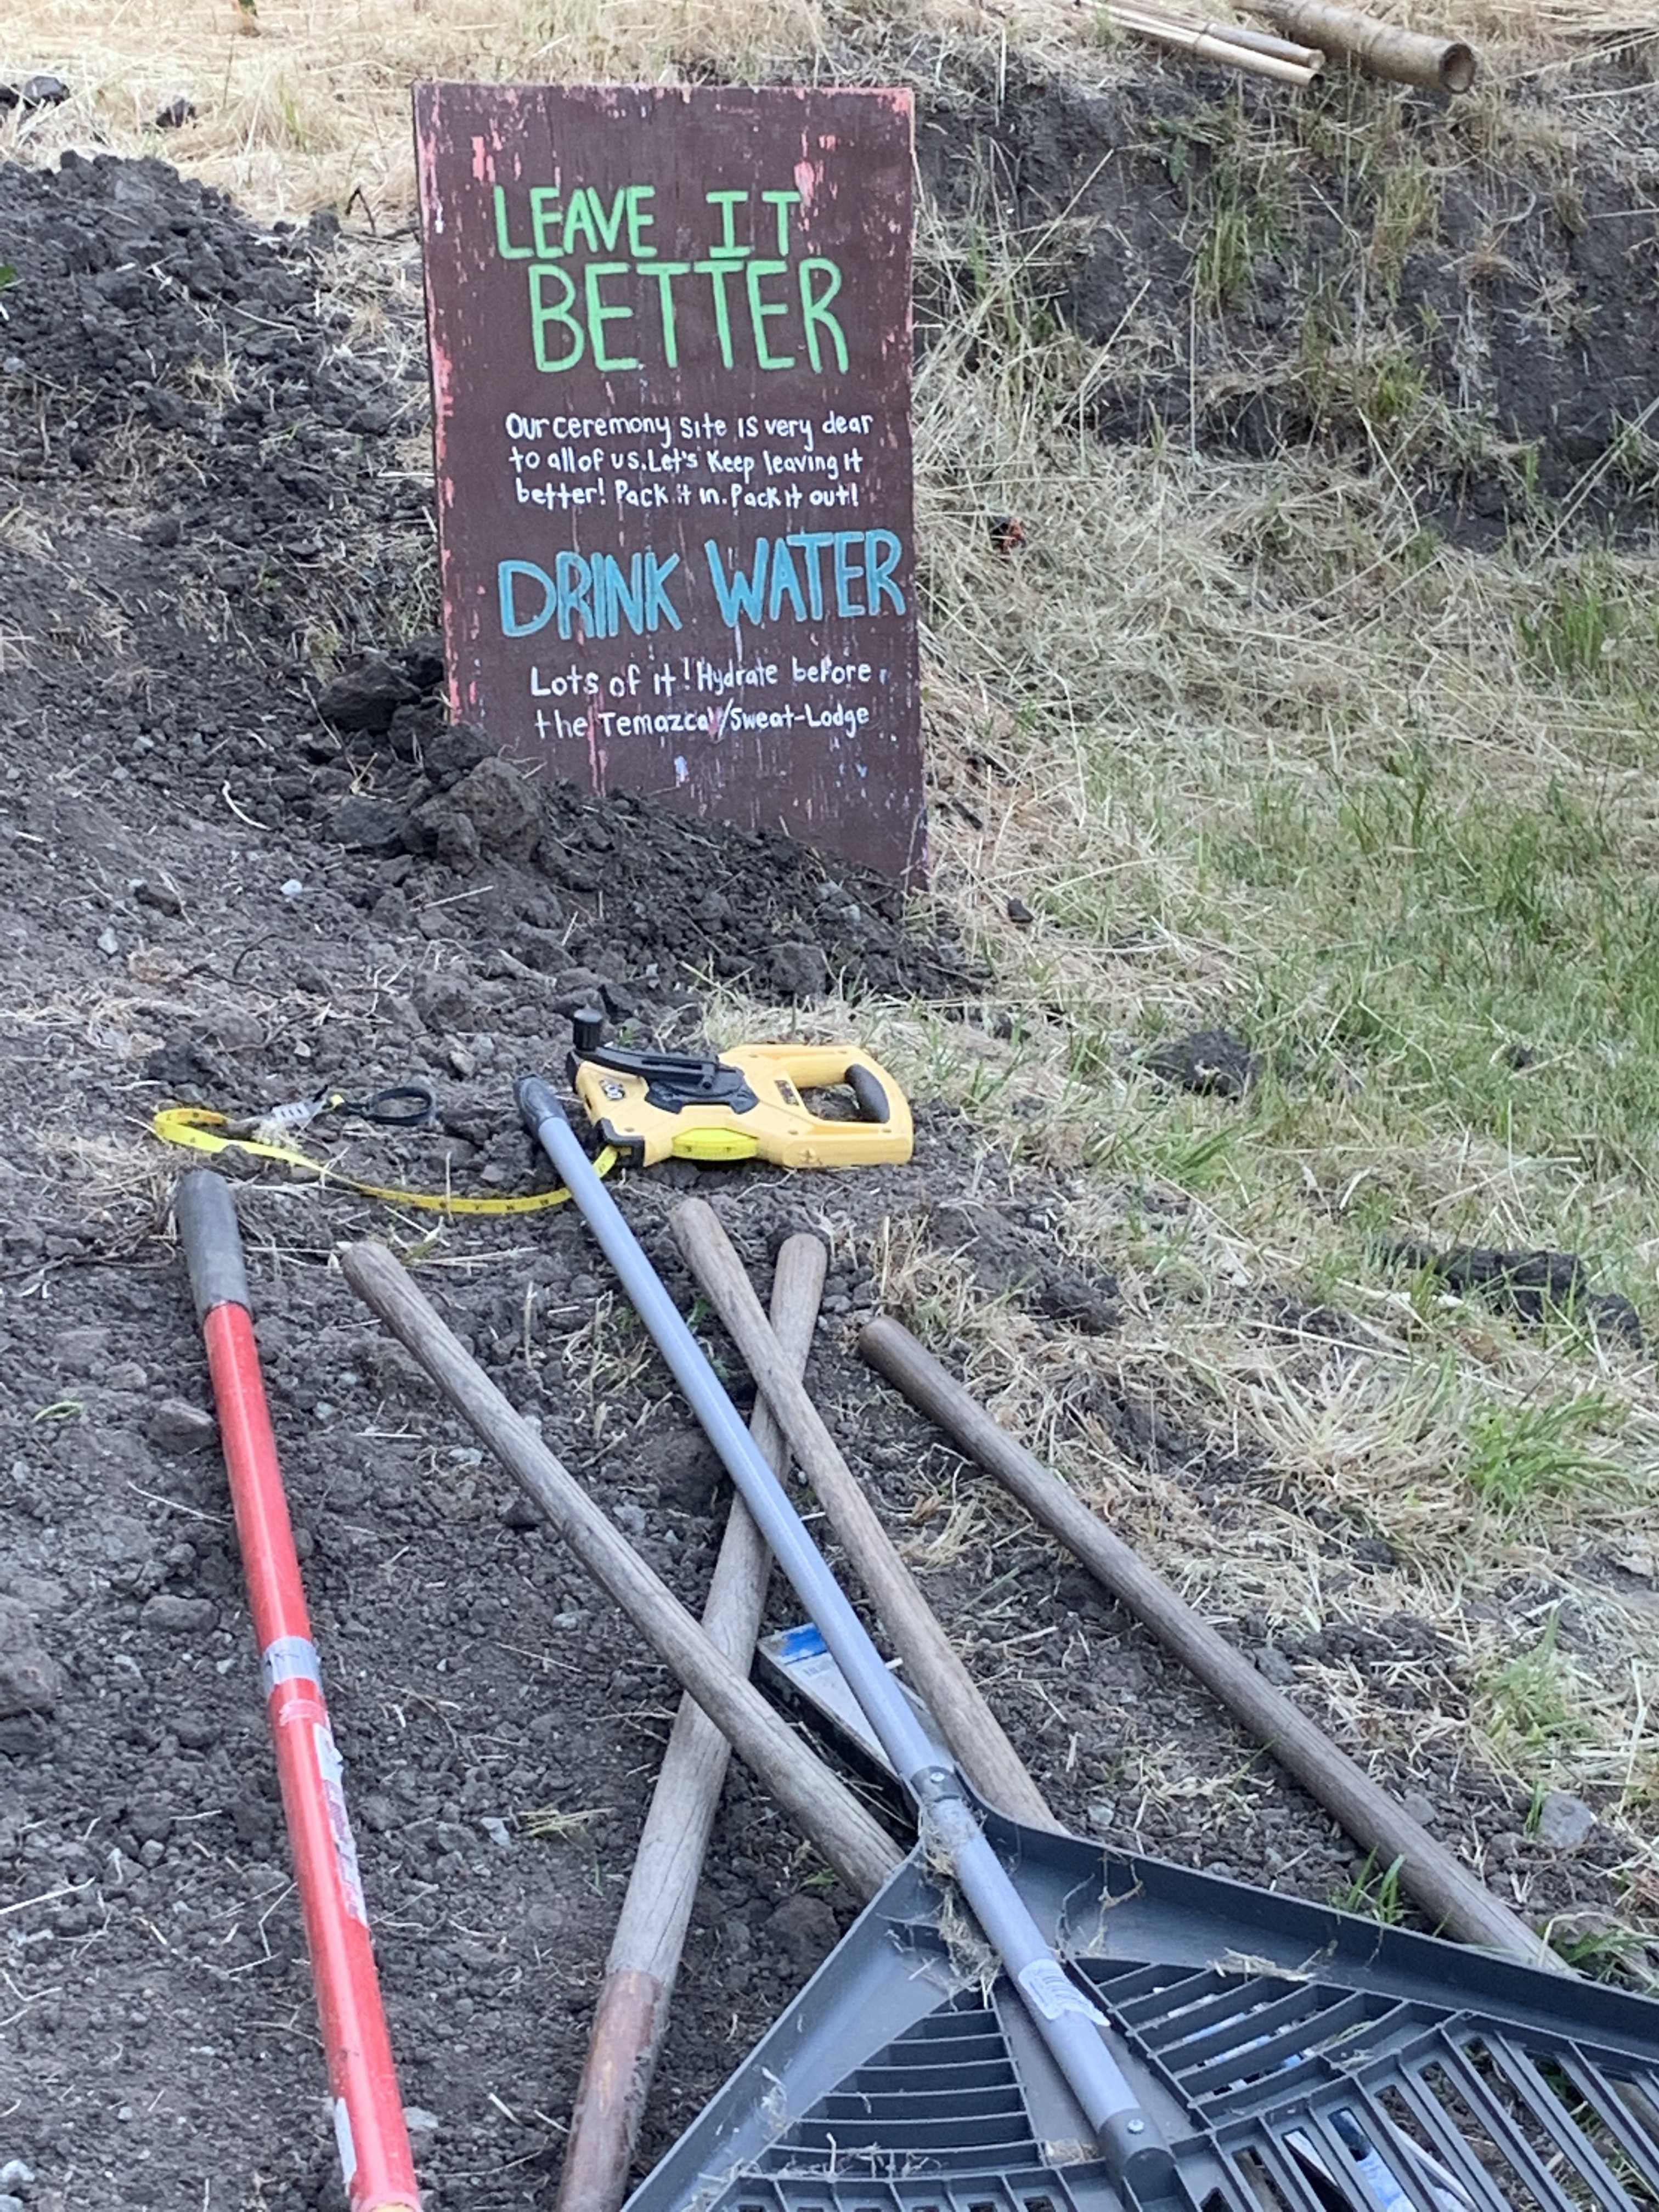 LEAVE IT
BETTER
Our ceremony site is very dear
to all of us. Let's keep leaving it
better! Pack it in. Pack it out!
DRINK WATER
Lots of it! Hydrate before
the Temazcal/Sweat-Lodge